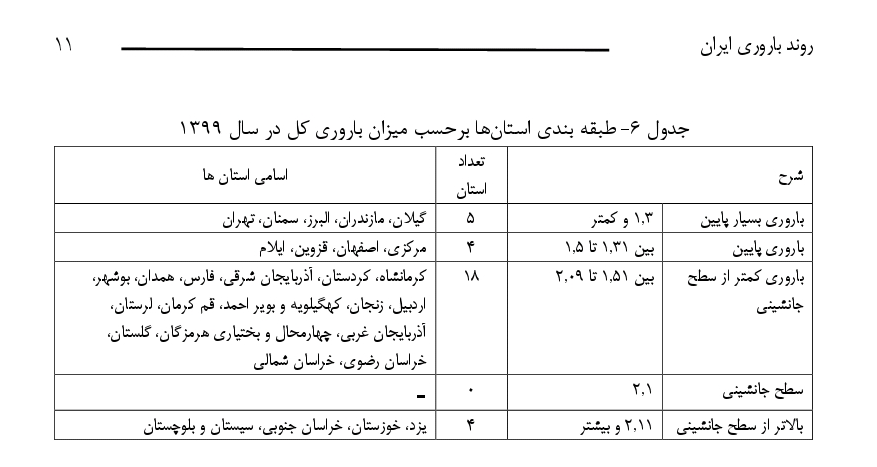 روند باروری ایران ۱۱
جدول ۶- طبقه بندی استان‌ها برحسب میزان باروری کل در سال ۱۳۹۹
شرح تعداد استان اسامی استان ها
باروری بسیار پایین ۱,۳ و کمتر ۵ گیلان، مازندران، البرز، سمنان، تهران
باروری پایین بین ۱,۳۱ تا ۱,۵ ۴ مرکزی، اصفهان، قزوین، ایلام
باروری کمتر از سطح جانشینی بین ۱,۵۱ تا ۲,۰۹ ۱۸ کرمانشاه، کردستان، آذربایجان شرقی، فارس، همدان، بوشهر،
اردبیل، زنجان، کهگیلویه و بویر احمد، قم کرمان، لرستان،
آذربایجان غربی، چهارمحال و بختیاری هرمزگان، گلستان،
خراسان رضوی، خراسان شمالی
سطح جانشینی ۲,۱ ۰ -
بالاتر از سطح جانشینی ۲,۱۱ و بیشتر ۴ یزد، خوزستان، خراسان جنوبی، سیستان و بلوچستان